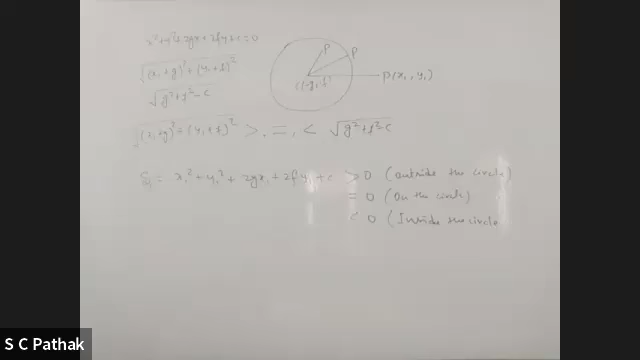 x²+y²+2gx+2fy+c=0
√(x₁+g)²+(y₁+f)²
√g²+f²-c
P
P
C(-g,-f)
P(x₁, y₁)
√(x₁+g)²+(y₁+f)² >, =, < √g²+f²-c
S₁ = x₁²+y₁²+2gx₁+2fy₁+c > 0 (outside the circle)
= 0 (On the circle)
< 0 (Inside the circle
S C Pathak